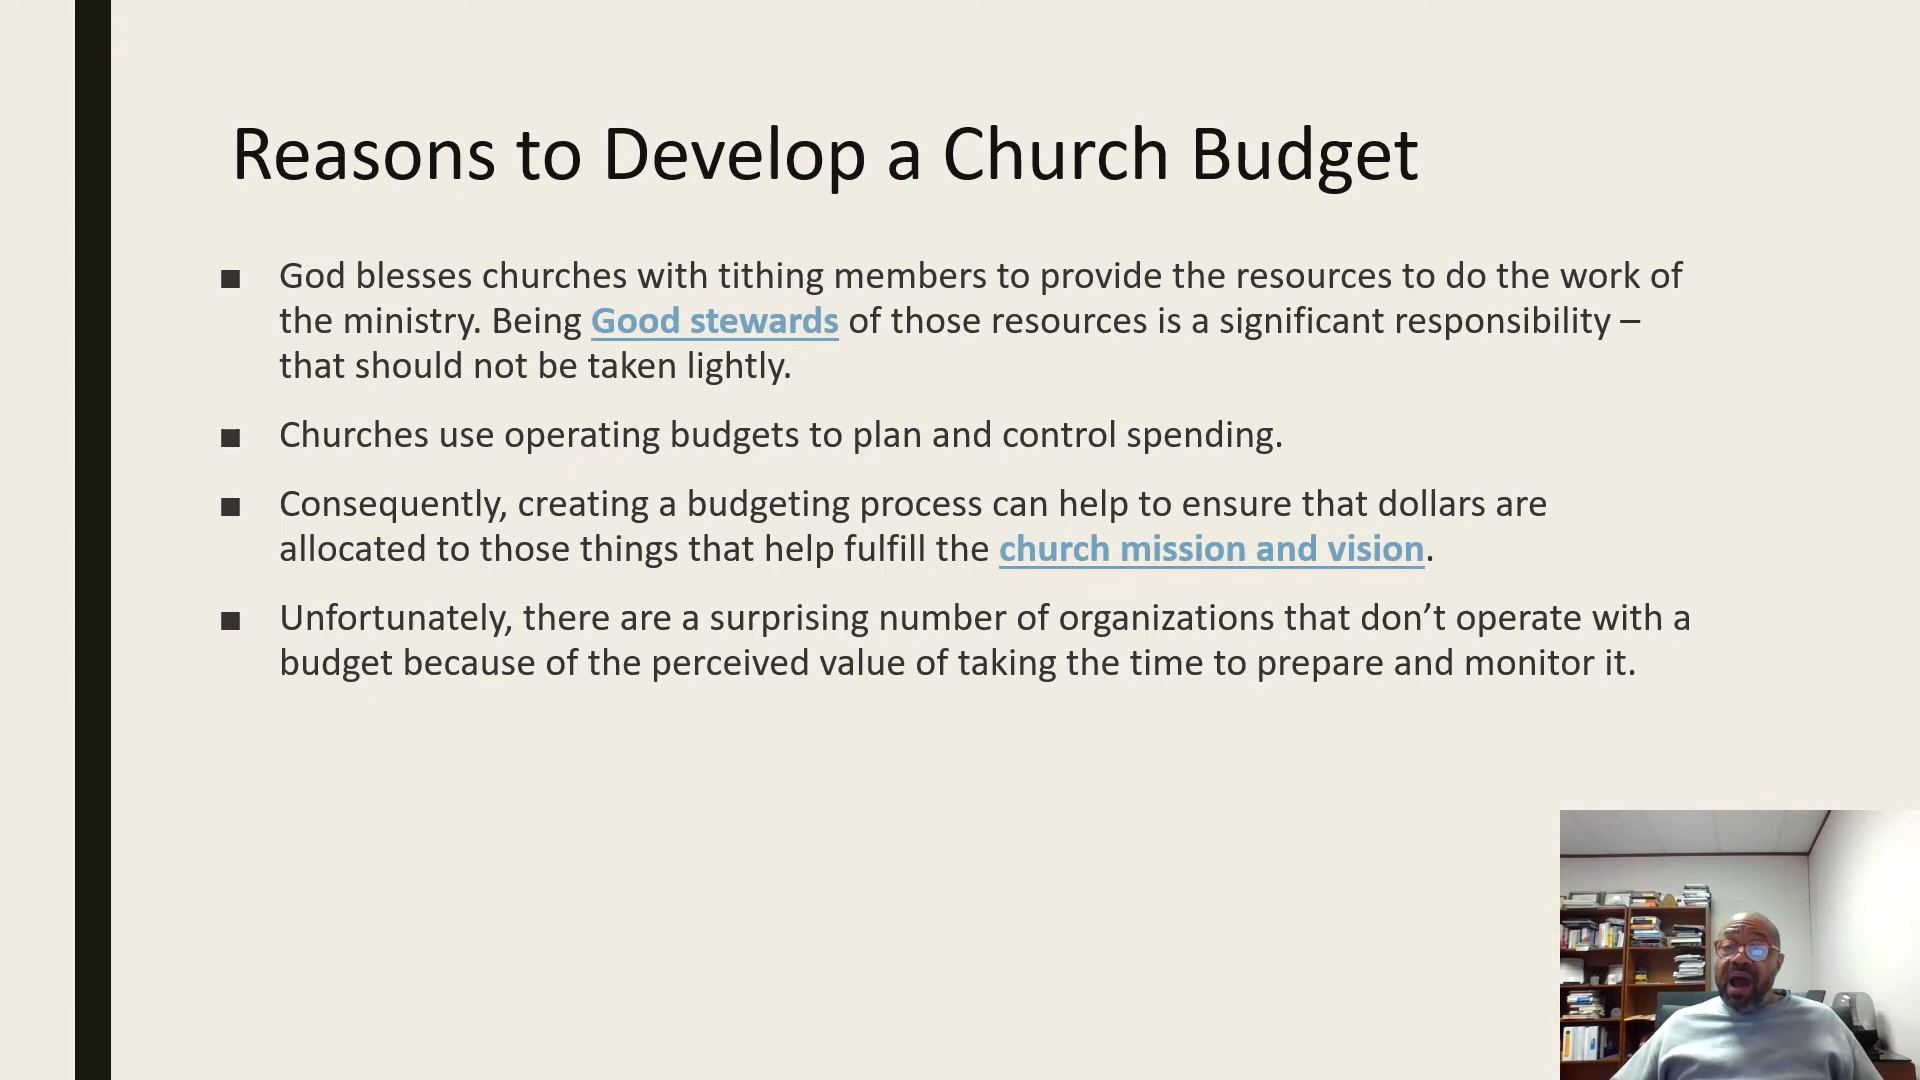 Reasons to Develop a Church Budget
■ God blesses churches with tithing members to provide the resources to do the work of
the ministry. Being Good stewards of those resources is a significant responsibility –
that should not be taken lightly.
■ Churches use operating budgets to plan and control spending.
■ Consequently, creating a budgeting process can help to ensure that dollars are
allocated to those things that help fulfill the church mission and vision.
■ Unfortunately, there are a surprising number of organizations that don’t operate with a
budget because of the perceived value of taking the time to prepare and monitor it.